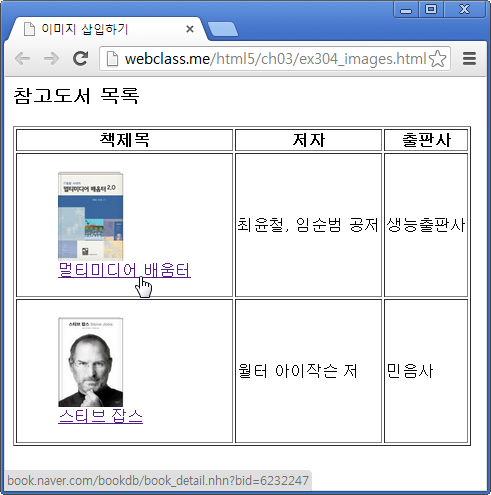 이미지 삽입하기
webclass.me/html5/ch03/ex304_images.html
참고도서 목록
책제목 저자 출판사
멀티미디어 배움터 2.0
멀티미디어 배움터
최윤철, 임순범 공저
생능출판사
스티브 잡스 Steve Jobs
스티브 잡스
월터 아이작슨 저
민음사
book.naver.com/bookdb/book_detail.nhn?bid=6232247